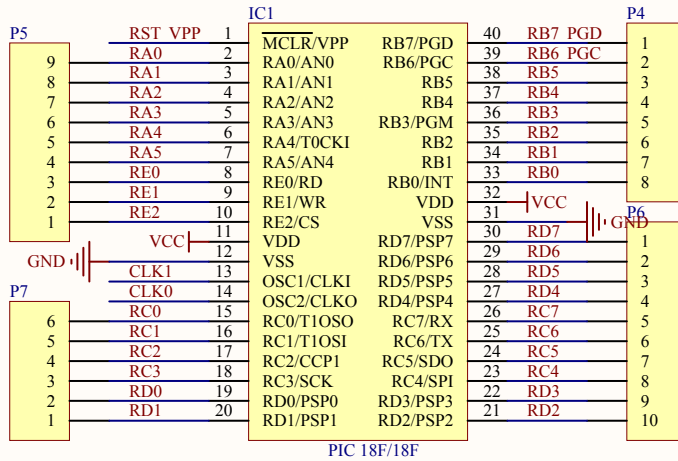 IC1
P5
P4
RST VPP 1 MCLR/VPP RB7/PGD 40 RB7 PGD 1
9 RA0 2 RA0/AN0 RB6/PGC 39 RB6 PGC 2
8 RA1 3 RA1/AN1 RB5 38 RB5 3
7 RA2 4 RA2/AN2 RB4 37 RB4 4
6 RA3 5 RA3/AN3 RB3/PGM 36 RB3 5
5 RA4 6 RA4/T0CKI RB2 35 RB2 6
4 RA5 7 RA5/AN4 RB1 34 RB1 7
3 RE0 8 RE0/RD RB0/INT 33 RB0 8
2 RE1 9 RE1/WR VDD 32 VCC
1 RE2 10 RE2/CS VSS 31 GND
P6
VCC 11 VDD RD7/PSP7 30 RD7 1
GND 12 VSS RD6/PSP6 29 RD6 2
CLK1 13 OSC1/CLKI RD5/PSP5 28 RD5 3
P7
CLK0 14 OSC2/CLKO RD4/PSP4 27 RD4 4
6 RC0 15 RC0/T1OSO RC7/RX 26 RC7 5
5 RC1 16 RC1/T1OSI RC6/TX 25 RC6 6
4 RC2 17 RC2/CCP1 RC5/SDO 24 RC5 7
3 RC3 18 RC3/SCK RC4/SPI 23 RC4 8
2 RD0 19 RD0/PSP0 RD3/PSP3 22 RD3 9
1 RD1 20 RD1/PSP1 RD2/PSP2 21 RD2 10
PIC 18F/18F